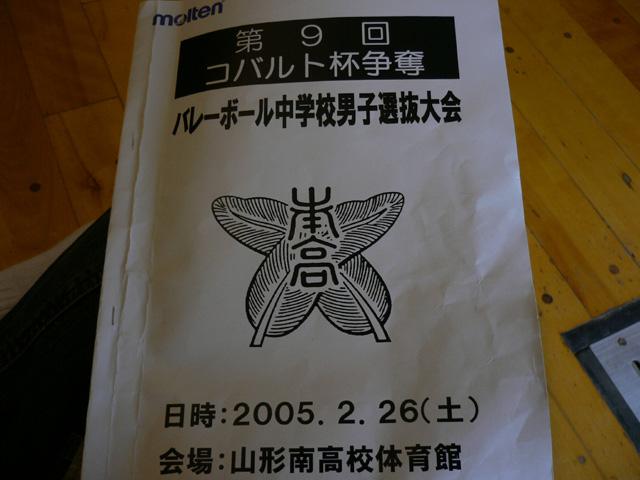 molten
第9回
コバルト杯争奪
バレーボール中学校男子選抜大会
本高
日時:2005.2.26(土)
会場:山形南高校体育館